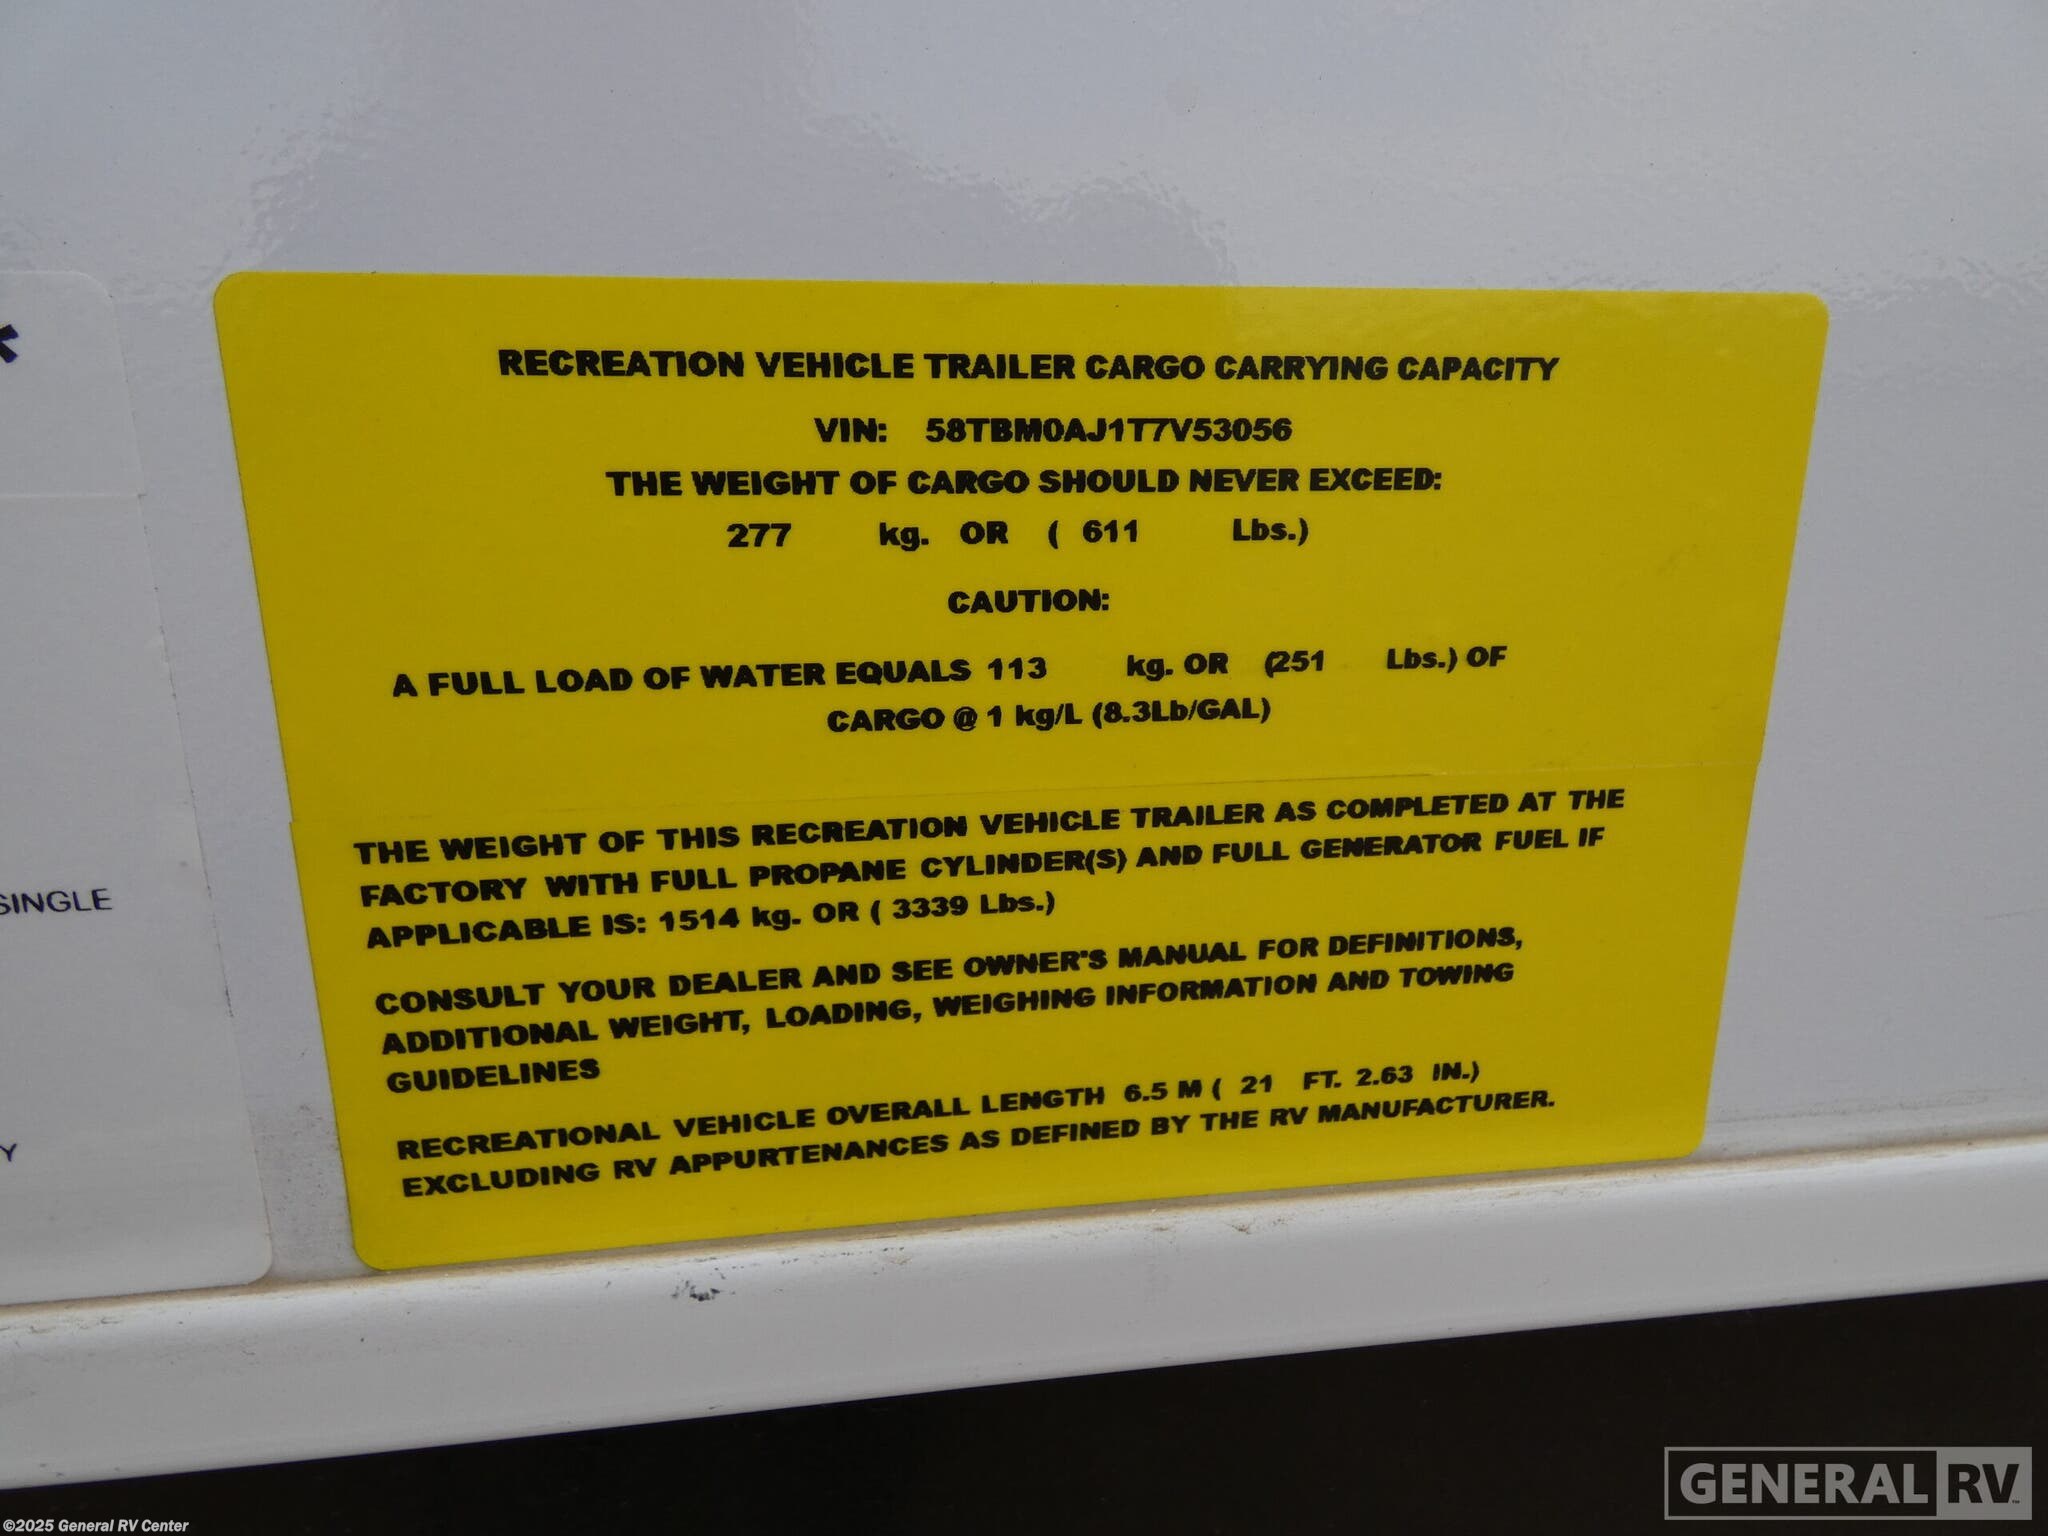 *
SINGLE
Y
RECREATION VEHICLE TRAILER CARGO CARRYING CAPACITY
VIN: 58TBM0AJ1T7V53056
THE WEIGHT OF CARGO SHOULD NEVER EXCEED:
277 kg. OR ( 611 Lbs.)
CAUTION:
A FULL LOAD OF WATER EQUALS 113 kg. OR (251 Lbs.) OF
CARGO @ 1 kg/L (8.3Lb/GAL)
THE WEIGHT OF THIS RECREATION VEHICLE TRAILER AS COMPLETED AT THE
FACTORY WITH FULL PROPANE CYLINDER(S) AND FULL GENERATOR FUEL IF
APPLICABLE IS: 1514 kg. OR ( 3339 Lbs.)
CONSULT YOUR DEALER AND SEE OWNER'S MANUAL FOR DEFINITIONS,
ADDITIONAL WEIGHT, LOADING, WEIGHING INFORMATION AND TOWING
GUIDELINES
RECREATIONAL VEHICLE OVERALL LENGTH 6.5 M ( 21 FT. 2.63 IN.)
EXCLUDING RV APPURTENANCES AS DEFINED BY THE RV MANUFACTURER.
GENERAL RV™
©2025 General RV Center